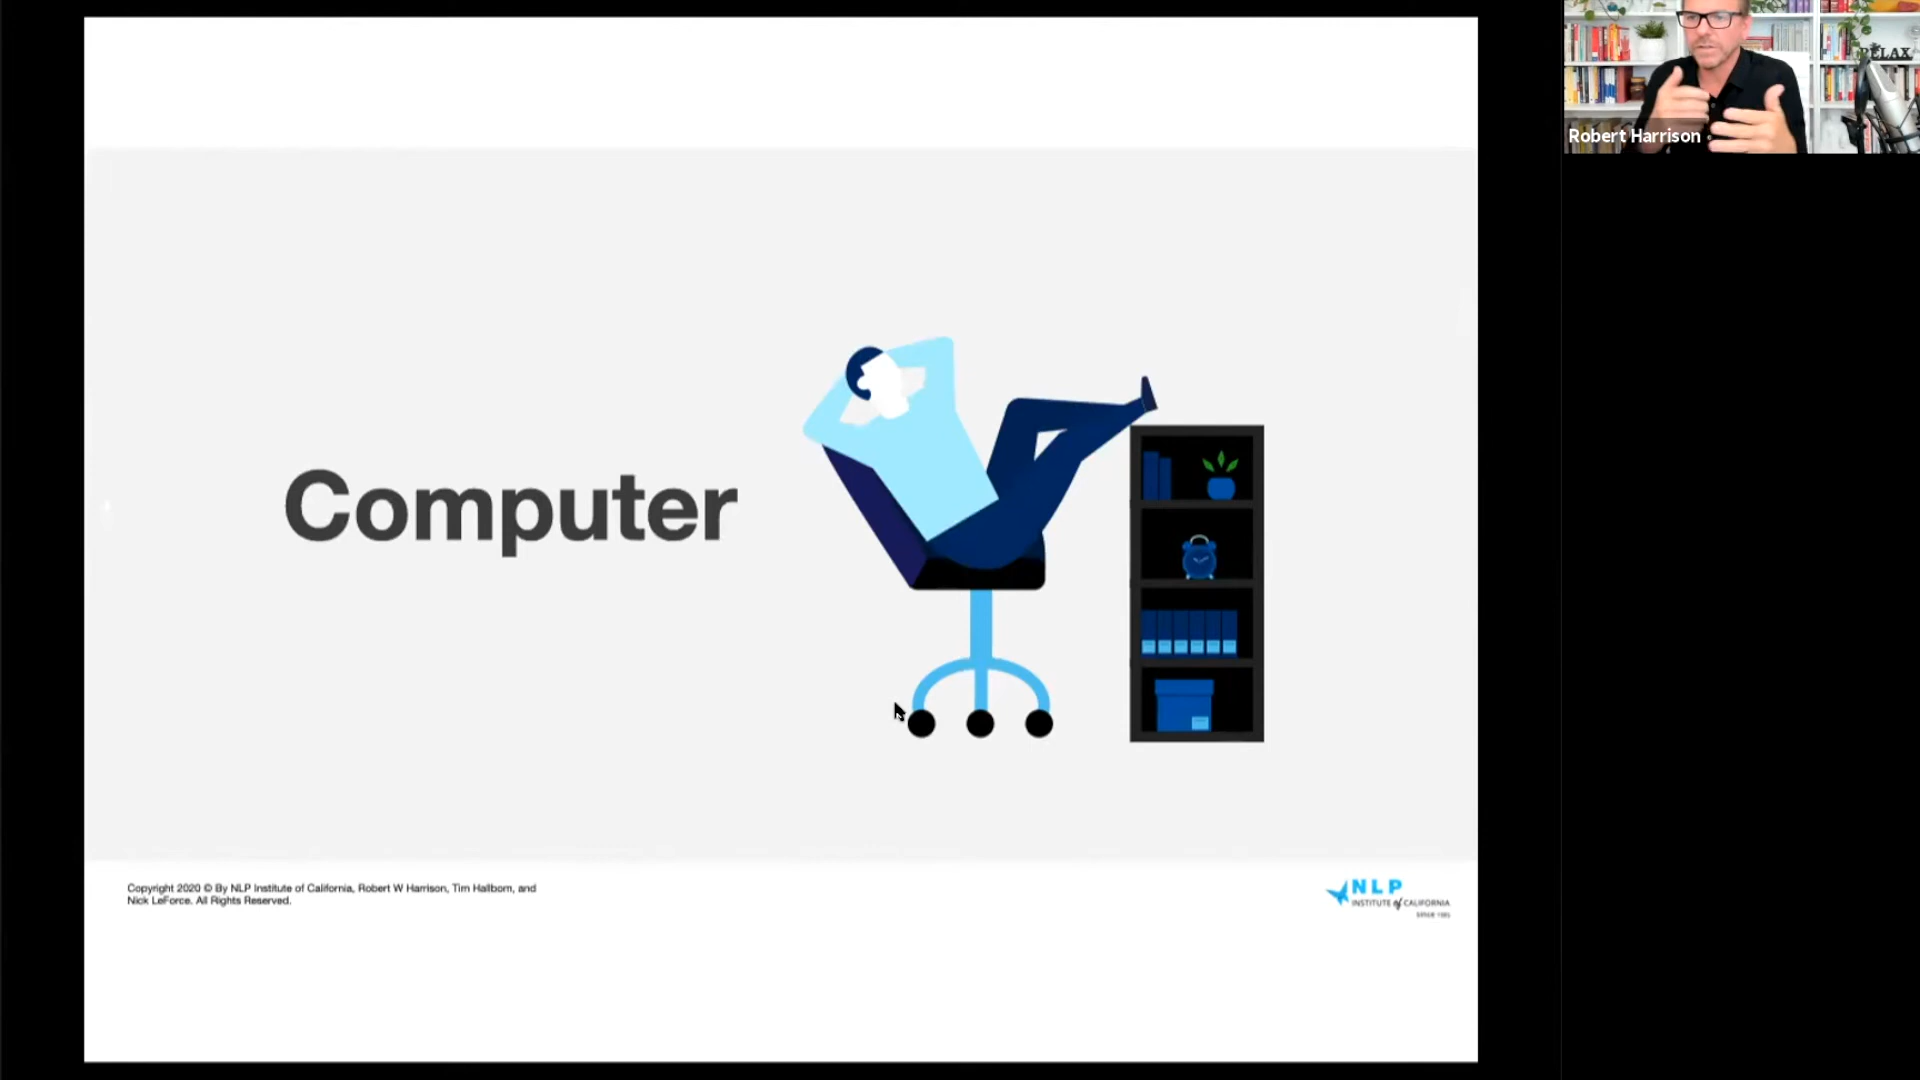 RELAX
Robert Harrison
Computer
Copyright 2020 © By NLP Institute of California, Robert W Harrison, Tim Hallbom, and
Nick LeForce. All Rights Reserved.
NLP
INSTITUTE of CALIFORNIA